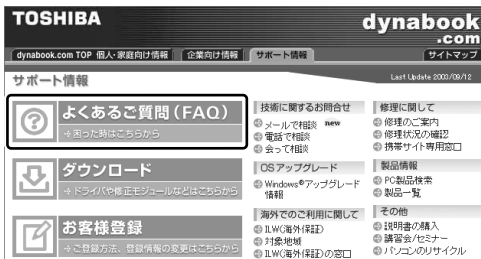 TOSHIBA
dynabook
.com
dynabook.com TOP 個人・家庭向け情報 企業向け情報 サポート情報 サイトマップ
サポート情報
Last Update 2003/09/12
よくあるご質問(FAQ)
困った時はこちらから
ダウンロード
ドライバや修正モジュールなどはこちらから
お客様登録
ご登録方法、登録情報の変更はこちらから
技術に関するお問合せ
メールで相談 new
電話で相談
会って相談
OSアップグレード
Windows®アップグレード
情報
海外でのご利用に関して
ILW(海外保証)
対象地域
ILW(海外保証)の窓口
修理に関して
修理のご案内
修理状況の確認
携帯サイト専用窓口
製品情報
PC製品検索
製品一覧
その他
説明書の購入
講習会/セミナー
パソコンのリサイクル